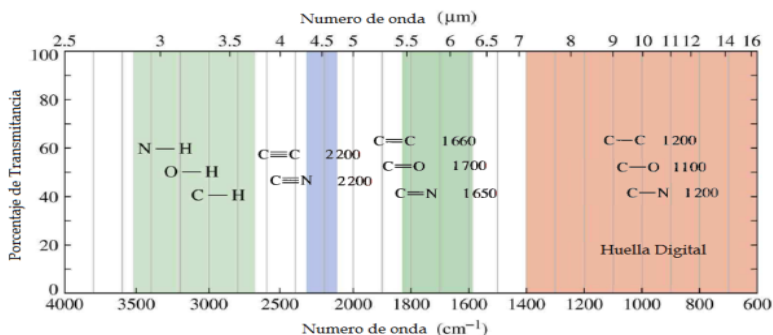 Numero de onda (μm)
2.5 3 3.5 4 4.5 5 5.5 6 6.5 7 8 9 10 11 12 14 16
Porcentaje de Transmitancia
100
80
60
40
20
0
N—H
O—H
C—H
C≡C 2200
C≡N 2200
C=C 1660
C=O 1700
C=N 1650
C—C 1200
C—O 1100
C—N 1200
Huella Digital
4000 3500 3000 2500 2000 1800 1600 1400 1200 1000 800 600
Numero de onda (cm⁻¹)